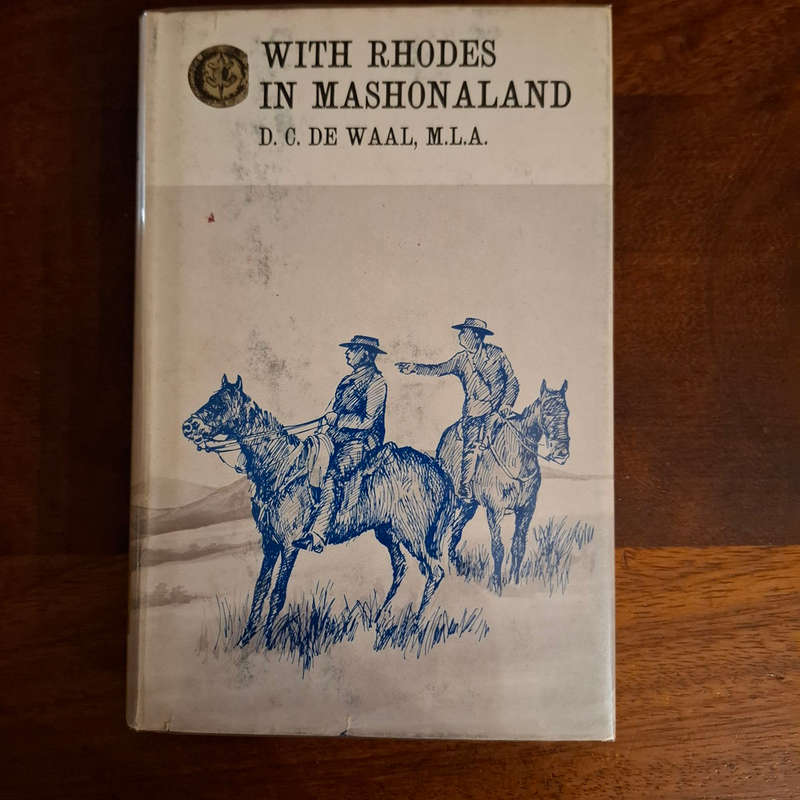 WITH RHODES
IN MASHONALAND
D. C. DE WAAL, M.L.A.